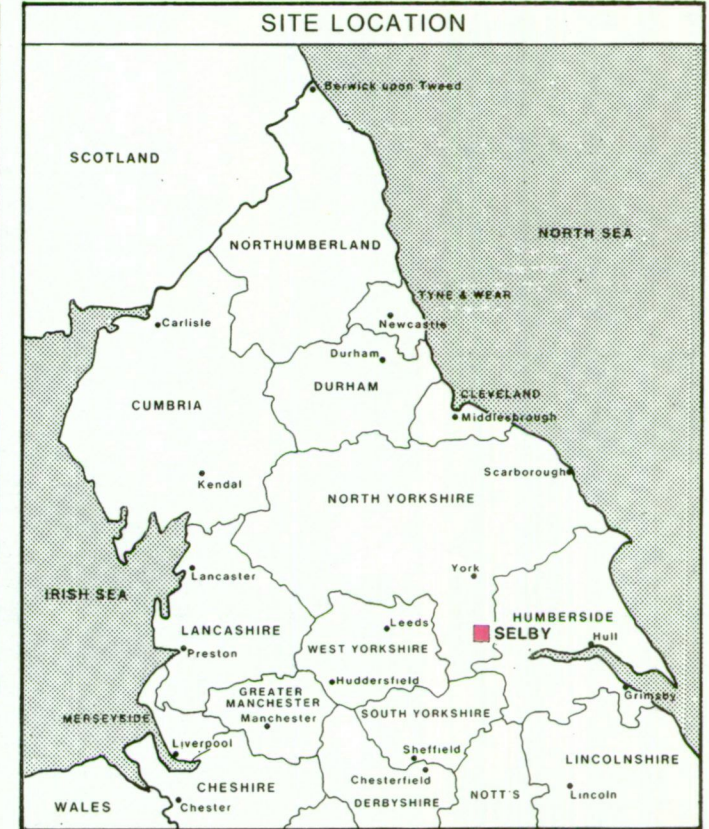 SITE LOCATION
Berwick upon Tweed
SCOTLAND
NORTH SEA
NORTHUMBERLAND
TYNE & WEAR
Carlisle
Newcastle
Durham
DURHAM
CLEVELAND
CUMBRIA
Middlesbrough
Scarborough
Kendal
NORTH YORKSHIRE
York
Lancaster
IRISH SEA
HUMBERSIDE
Leeds
SELBY
Hull
LANCASHIRE
WEST YORKSHIRE
Preston
Huddersfield
GREATER
MANCHESTER
Grimsby
SOUTH YORKSHIRE
MERSEYSIDE
Manchester
Liverpool
Sheffield
LINCOLNSHIRE
Chesterfield
CHESHIRE
NOTT'S
Lincoln
WALES
Chester
DERBYSHIRE